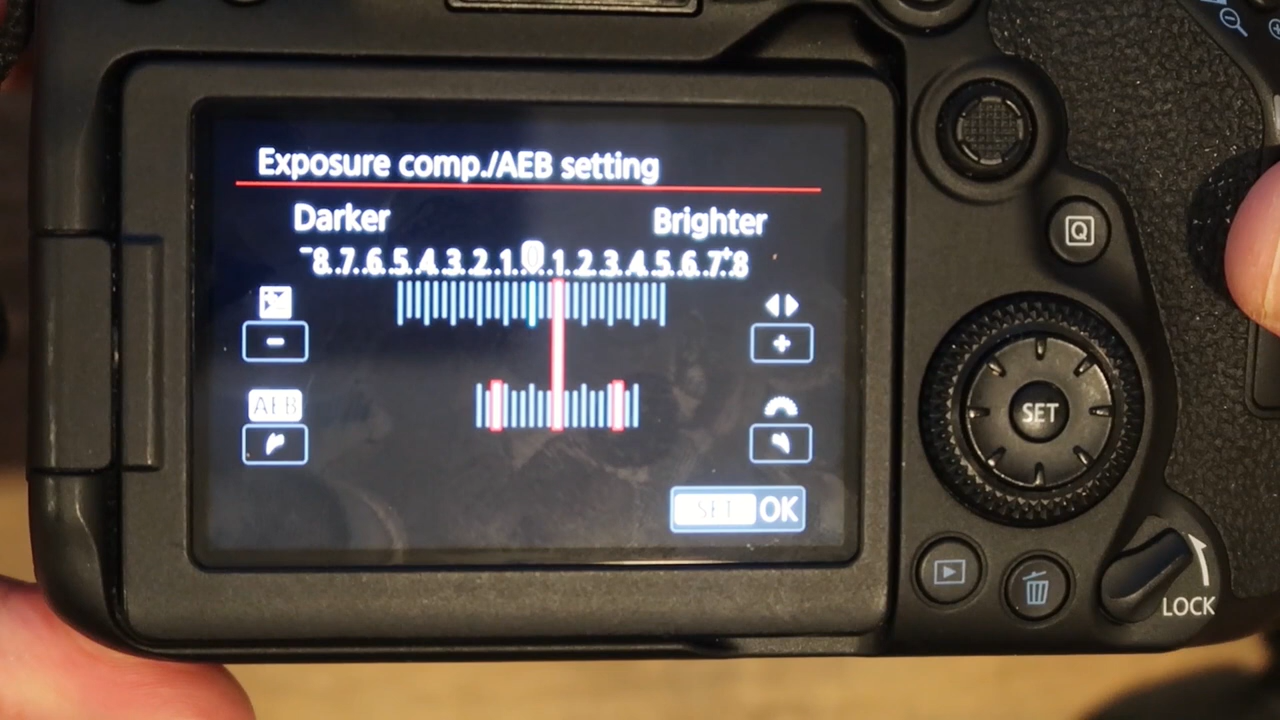 Exposure comp./AEB setting
Darker Brighter
-8.7.6.5.4.3.2.1.0.1.2.3.4.5.6.7.+8
-
+
AEB
SET OK
Q
SET
LOCK